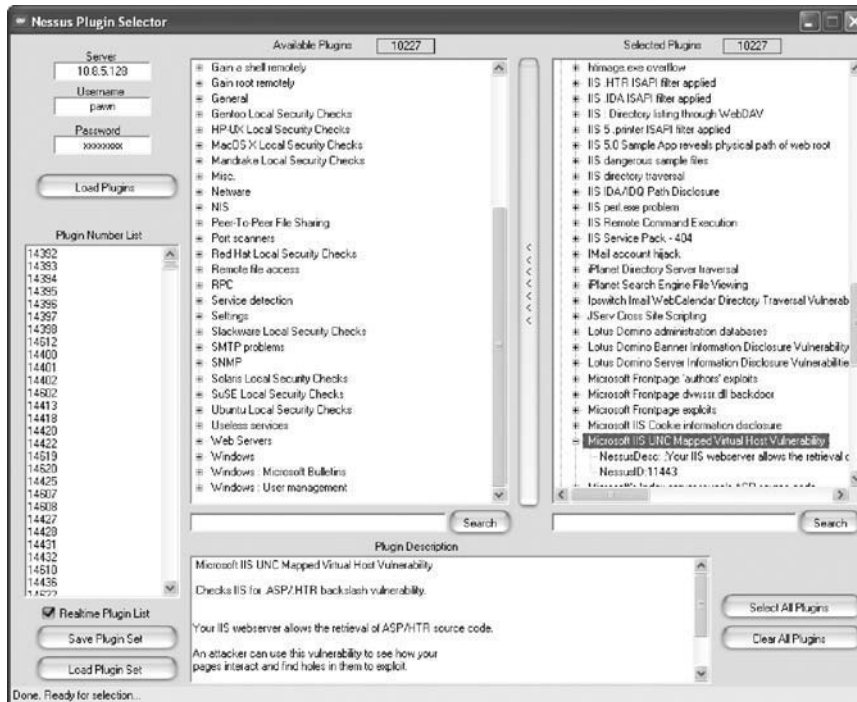 Nessus Plugin Selector
Server
10.8.5.128
Username
pawn
Password
xxxxxxxxx
Load Plugins
Plugin Number List
14392
14393
14394
14395
14396
14397
14398
14612
14400
14401
14402
14602
14413
14418
14420
14422
14619
14620
14425
14607
14608
14427
14428
14431
14432
14610
14436
Realtime Plugin List
Save Plugin Set
Load Plugin Set
Available Plugins 10227
Gain a shell remotely
Gain root remotely
General
Gentoo Local Security Checks
HP-UX Local Security Checks
MacOS X Local Security Checks
Mandrake Local Security Checks
Misc.
Netware
NIS
Peer-To-Peer File Sharing
Port scanners
Red Hat Local Security Checks
Remote file access
RPC
Service detection
Settings
Slackware Local Security Checks
SMTP problems
SNMP
Solaris Local Security Checks
SuSE Local Security Checks
Ubuntu Local Security Checks
Useless services
Web Servers
Windows
Windows : Microsoft Bulletins
Windows : User management
Search
Selected Plugins 10227
htimage.exe overflow
IIS .HTR ISAPI filter applied
IIS .IDA ISAPI filter applied
IIS : Directory listing through WebDAV
IIS 5 .printer ISAPI filter applied
IIS 5.0 Sample App reveals physical path of web root
IIS dangerous sample files
IIS directory traversal
IIS IDA/IDQ Path Disclosure
IIS perl.exe problem
IIS Remote Command Execution
IIS Service Pack - 404
IMail account hijack
iPlanet Directory Server traversal
iPlanet Search Engine File Viewing
Ipswitch Imail WebCalendar Directory Traversal Vulnerab
JServ Cross Site Scripting
Lotus Domino administration databases
Lotus Domino Banner Information Disclosure Vulnerability
Lotus Domino Server Information Disclosure Vulnerabilitie
Microsoft Frontpage 'authors' exploits
Microsoft Frontpage dvwssr.dll backdoor
Microsoft Frontpage exploits
Microsoft IIS Cookie information disclosure
Microsoft IIS UNC Mapped Virtual Host Vulnerability
NessusDesc: :Your IIS webserver allows the retrieval o
NessusID:11443
Search
Plugin Description
Microsoft IIS UNC Mapped Virtual Host Vulnerability
Checks IIS for .ASP/.HTR backslash vulnerability.
Your IIS webserver allows the retrieval of ASP/HTR source code.
An attacker can use this vulnerability to see how your
pages interact and find holes in them to exploit.
Select All Plugins
Clear All Plugins
Done. Ready for selection...